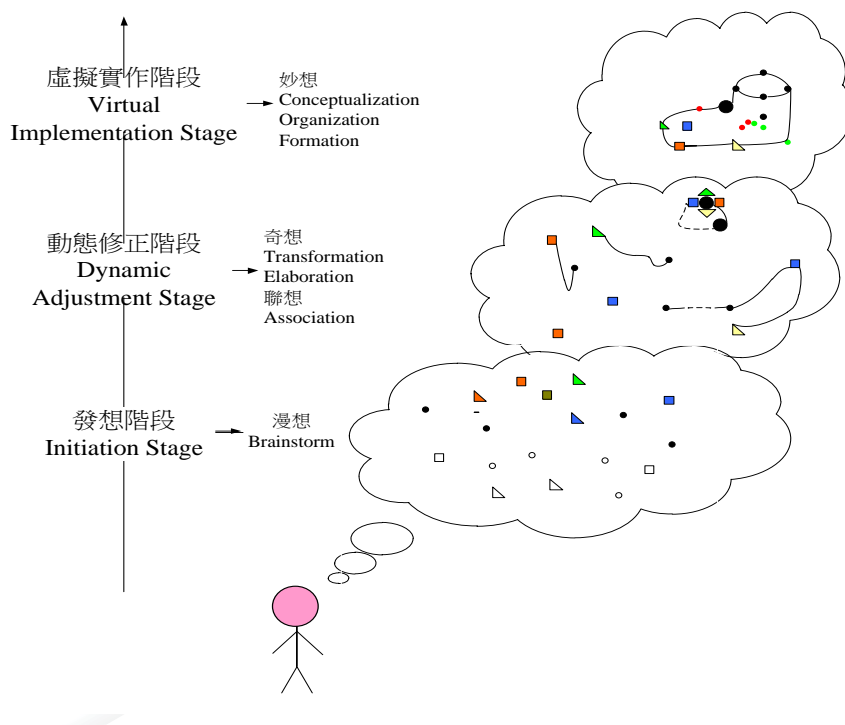 虛擬實作階段
Virtual
Implementation Stage
妙想
Conceptualization
Organization
Formation
動態修正階段
Dynamic
Adjustment Stage
奇想
Transformation
Elaboration
聯想
Association
發想階段
Initiation Stage
漫想
Brainstorm